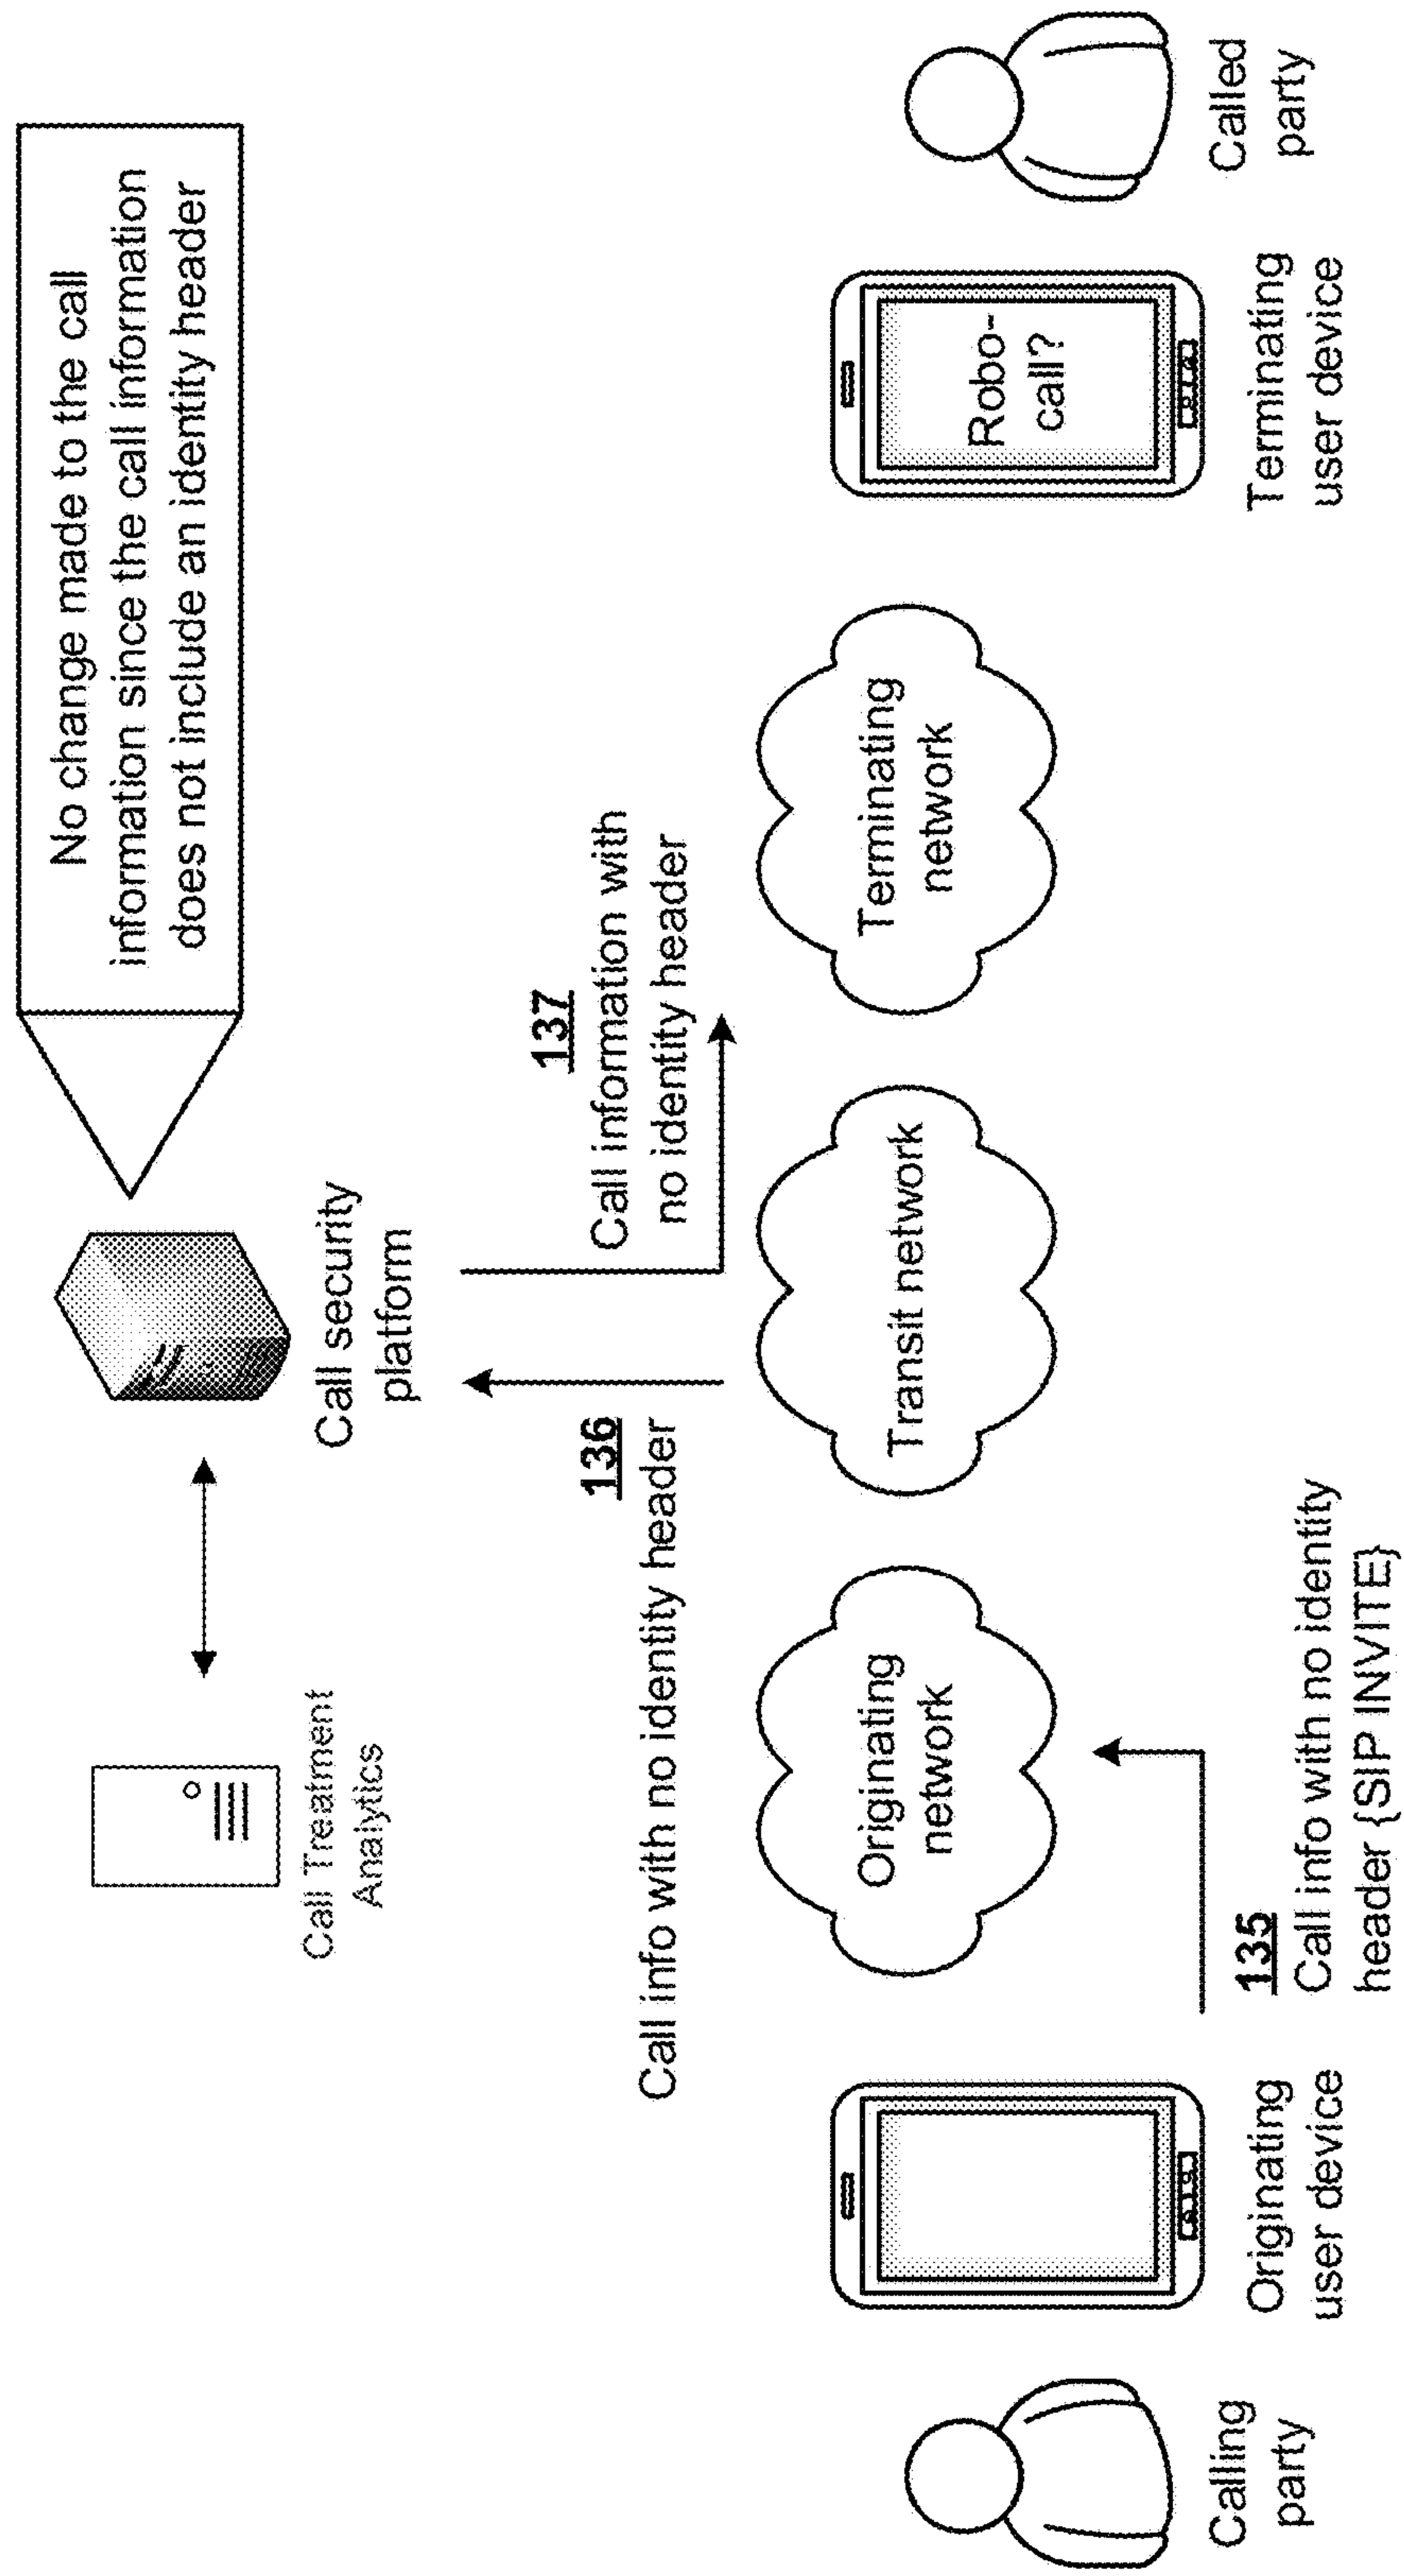 No change made to the call
information since the call information
does not include an identity header
Call Treatment
Analytics
Call security
platform
136
Call info with no identity header
137
Call information with
no identity header
Originating
network
Transit network
Terminating
network
Robo-
call?
Calling
party
Originating
user device
135
Call info with no identity
header {SIP INVITE}
Terminating
user device
Called
party